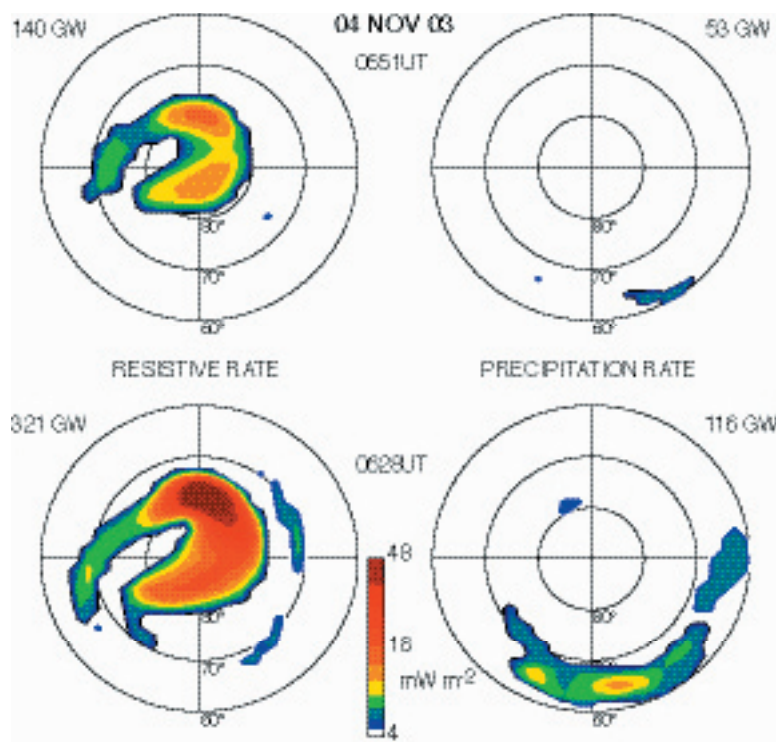 140 GW
04 NOV 03
53 GW
0651UT
80°
80°
70°
70°
60°
60°
RESISTIVE RATE
PRECIPITATION RATE
321 GW
0628UT
116 GW
48
80°
80°
16
70°
70°
mW m-2
60°
60°
4